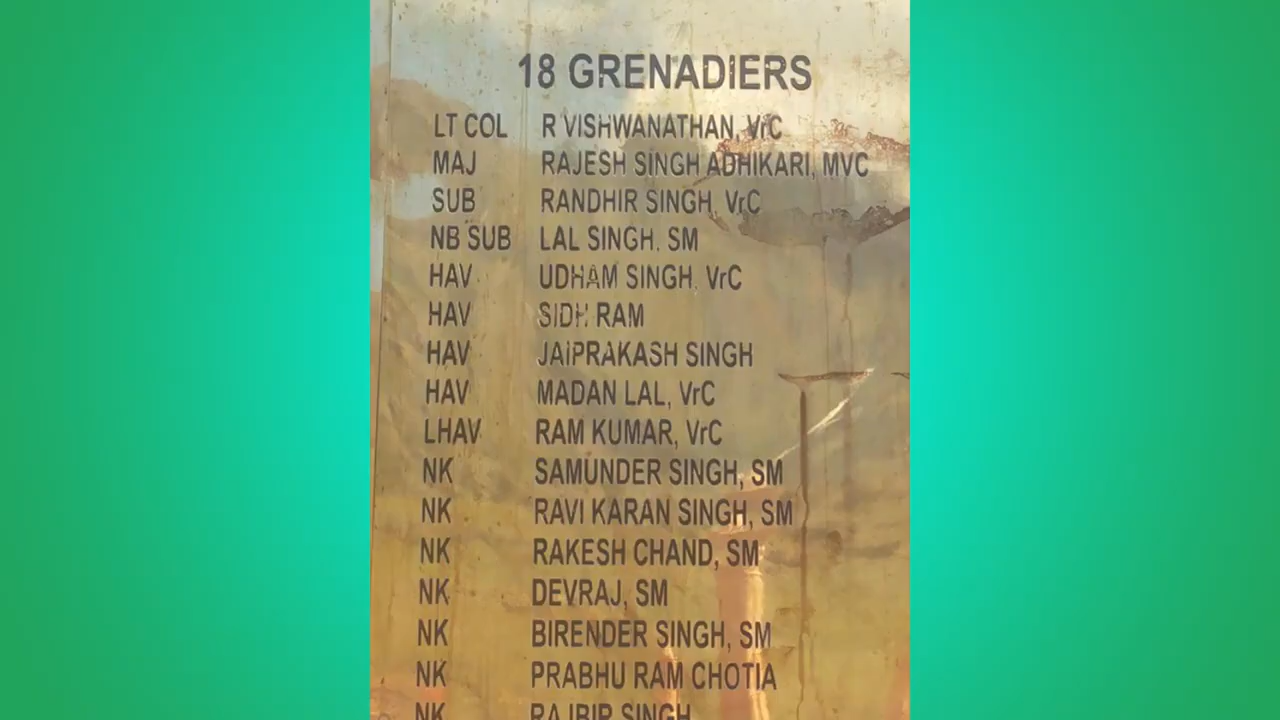 18 GRENADIERS
LT COL R VISHWANATHAN, VrC
MAJ RAJESH SINGH ADHIKARI, MVC
SUB RANDHIR SINGH, VrC
NB SUB LAL SINGH, SM
HAV UDHAM SINGH, VrC
HAV SIDH RAM
HAV JAIPRAKASH SINGH
HAV MADAN LAL, VrC
LHAV RAM KUMAR, VrC
NK SAMUNDER SINGH, SM
NK RAVI KARAN SINGH, SM
NK RAKESH CHAND, SM
NK DEVRAJ, SM
NK BIRENDER SINGH, SM
NK PRABHU RAM CHOTIA
NK RAJBIR SINGH